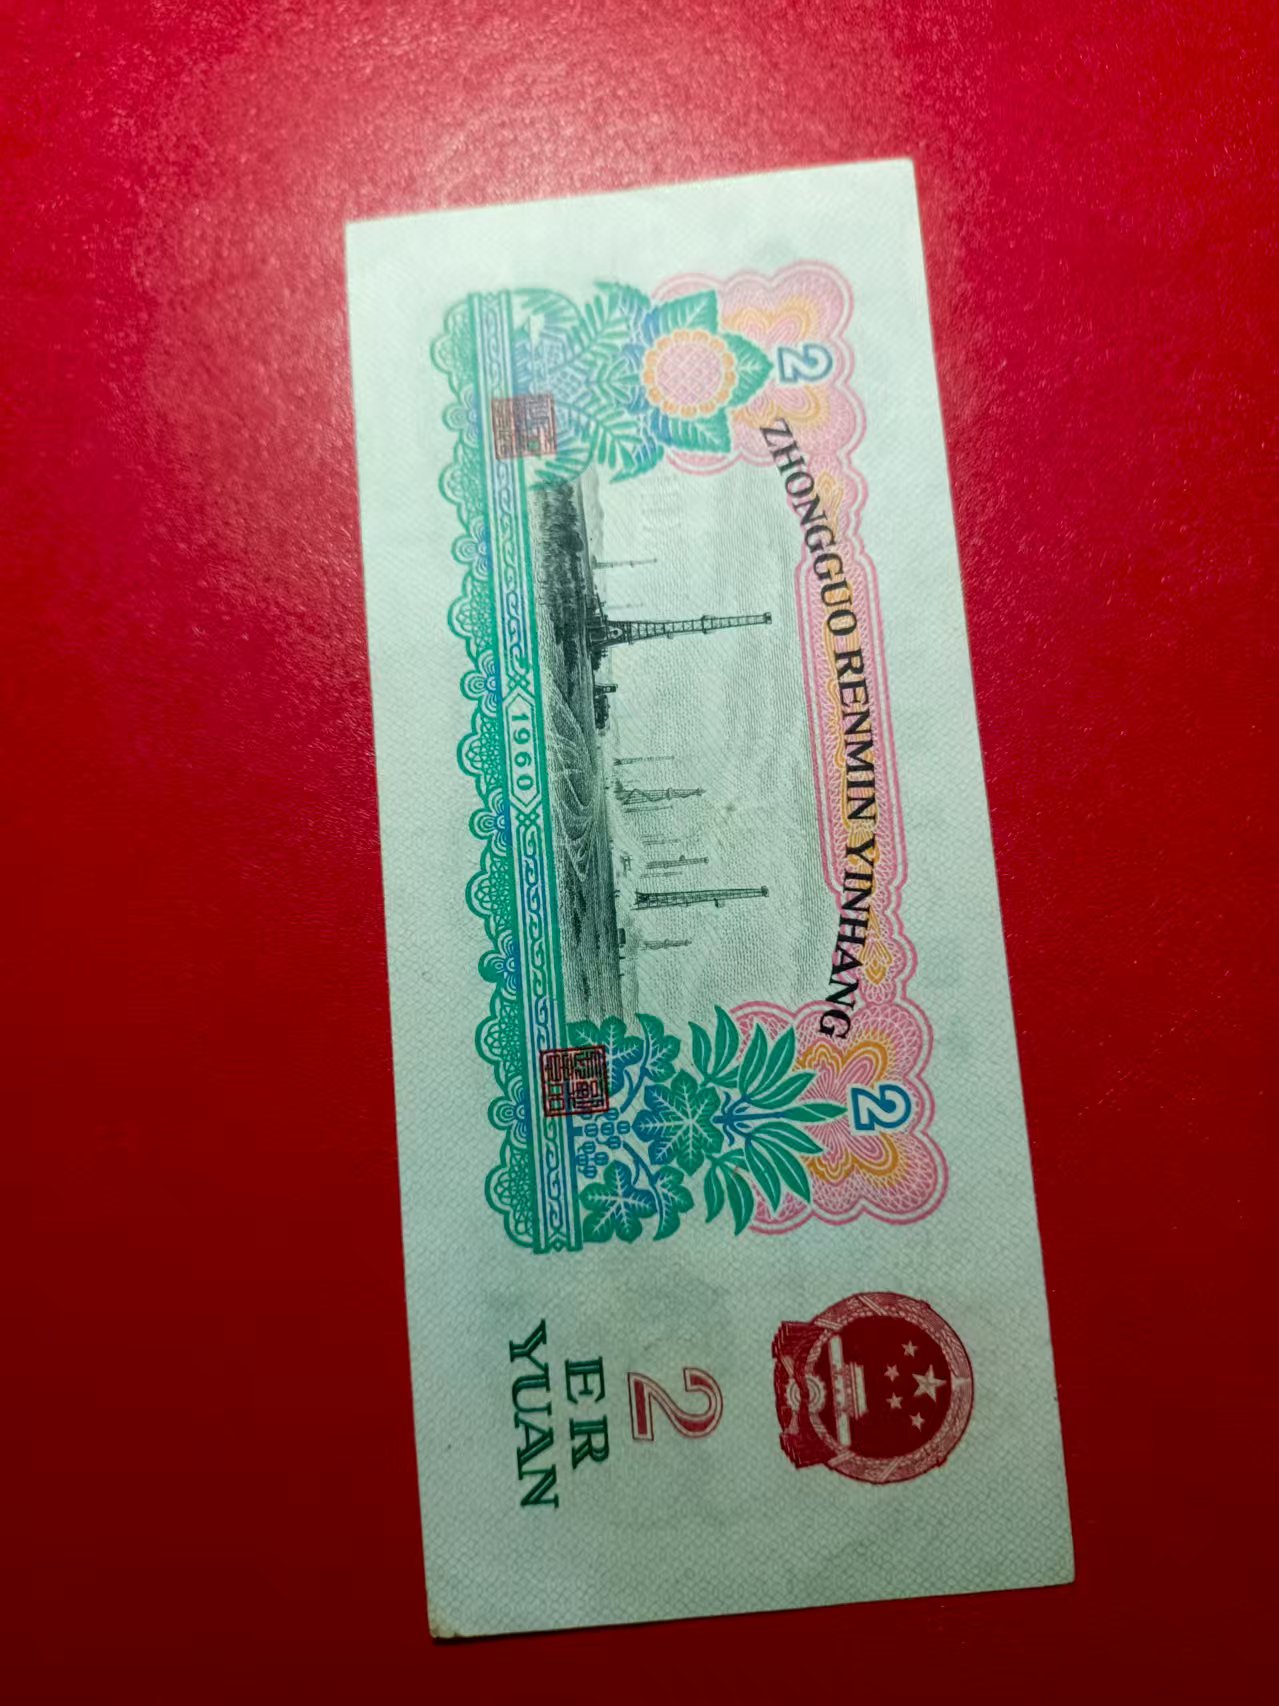 ZHONGGUO RENMIN YINHANG
2
2
1960
2
ER
YUAN